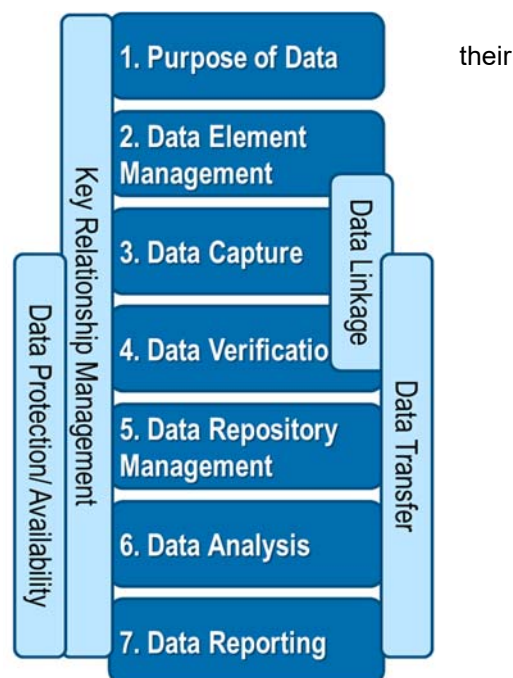 1. Purpose of Data
their
2. Data Element
Management
3. Data Capture
4. Data Verificatio
5. Data Repository
Management
6. Data Analysis
7. Data Reporting
Key Relationship Management
Data Protection/ Availability
Data Linkage
Data Transfer